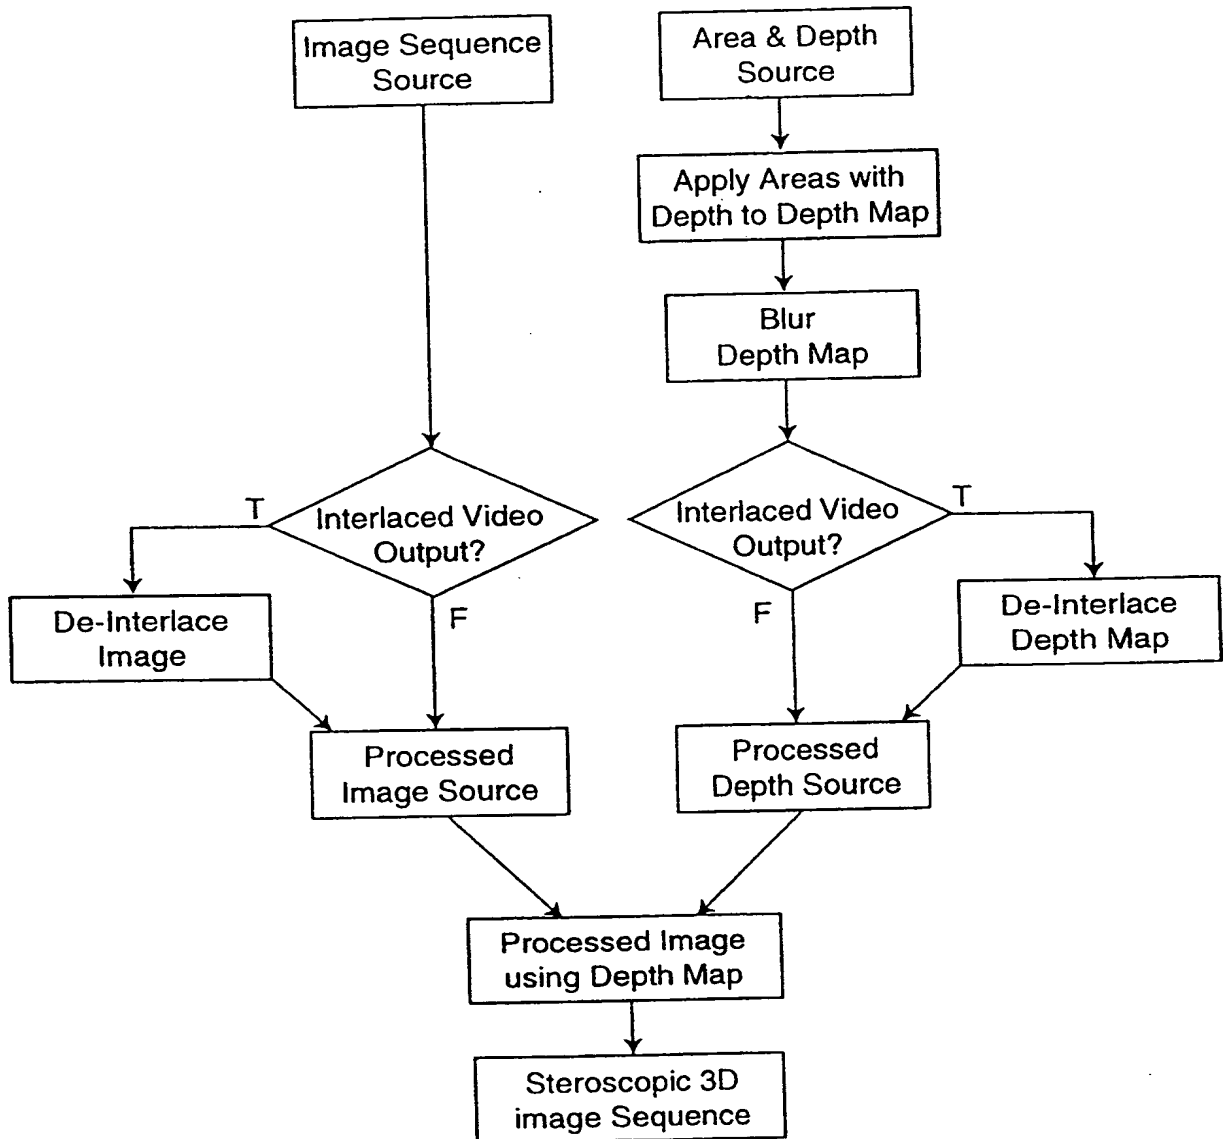 Image Sequence
Source
Area & Depth
Source
Apply Areas with
Depth to Depth Map
Blur
Depth Map
Interlaced Video
Output?
T
F
Interlaced Video
Output?
T
F
De-Interlace
Image
De-Interlace
Depth Map
Processed
Image Source
Processed
Depth Source
Processed Image
using Depth Map
Steroscopic 3D
image Sequence